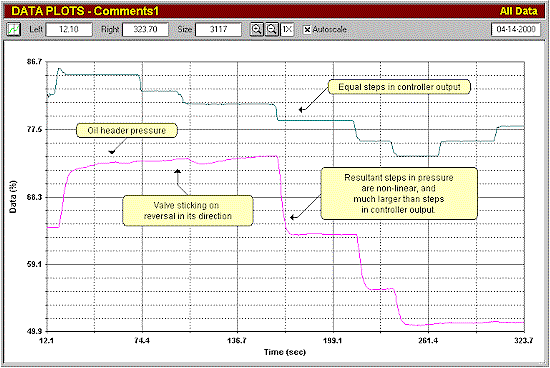 DATA PLOTS - Comments1
All Data
Left 12.10 Right 323.70 Size 3117 1X Autoscale 04-14-2000
86.7
77.5
68.3
59.1
49.9
Data (%)
Equal steps in controller output
Oil header pressure
Valve sticking on
reversal in its direction
Resultant steps in pressure
are non-linear, and
much larger than steps
in controller output.
12.1 74.4 136.7 199.1 261.4 323.7
Time (sec)